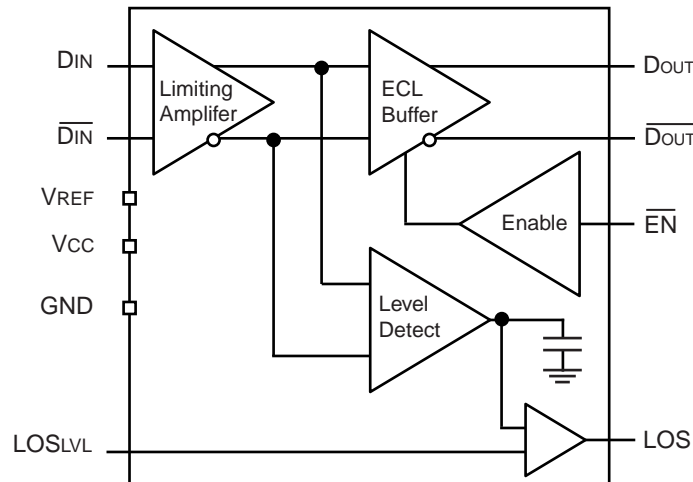 DIN
Limiting
Amplifer
ECL
Buffer
DOUT
DIN
DOUT
VREF
Enable
EN
VCC
GND
Level
Detect
LOSLVL
LOS